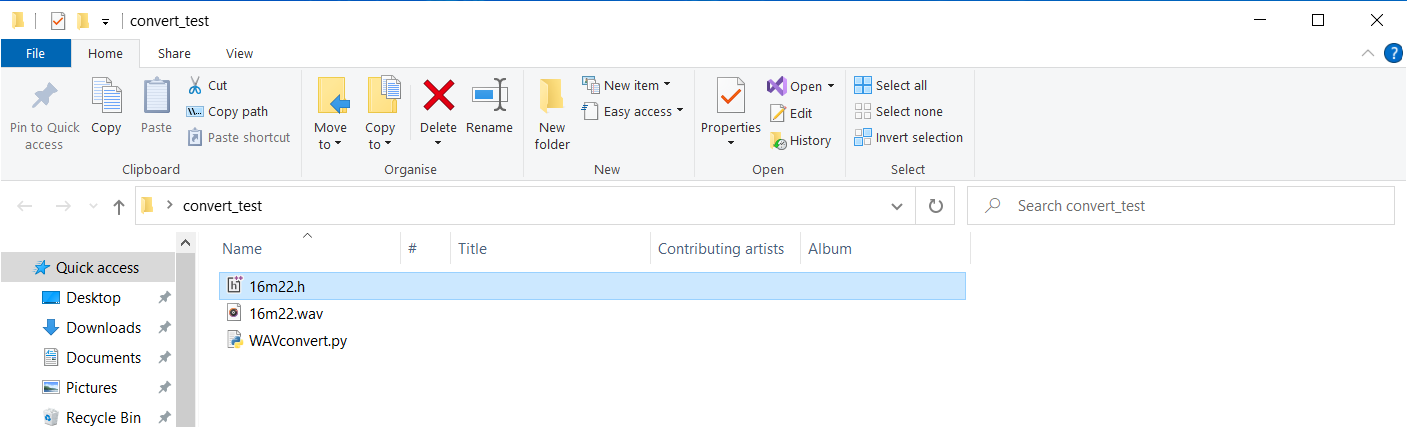 convert_test
File Home Share View
Pin to Quick access
Copy
Paste
Cut
Copy path
Paste shortcut
Clipboard
Move to
Copy to
Delete
Rename
Organise
New folder
New item
Easy access
New
Properties
Open
Edit
History
Open
Select all
Select none
Invert selection
Select
convert_test
Search convert_test
Name # Title Contributing artists Album
Quick access
Desktop
Downloads
Documents
Pictures
Recycle Bin
16m22.h
16m22.wav
WAVconvert.py